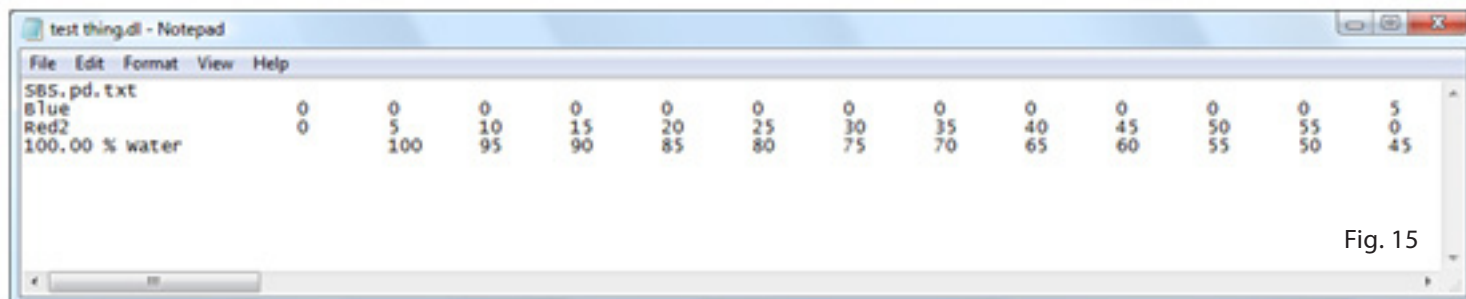 test thing.dl - Notepad
File Edit Format View Help
SBS.pd.txt
Blue 0 0 0 0 0 0 0 0 0 0 0 0 5
Red2 0 5 10 15 20 25 30 35 40 45 50 55 0
100.00 % Water 100 95 90 85 80 75 70 65 60 55 50 45
Fig. 15